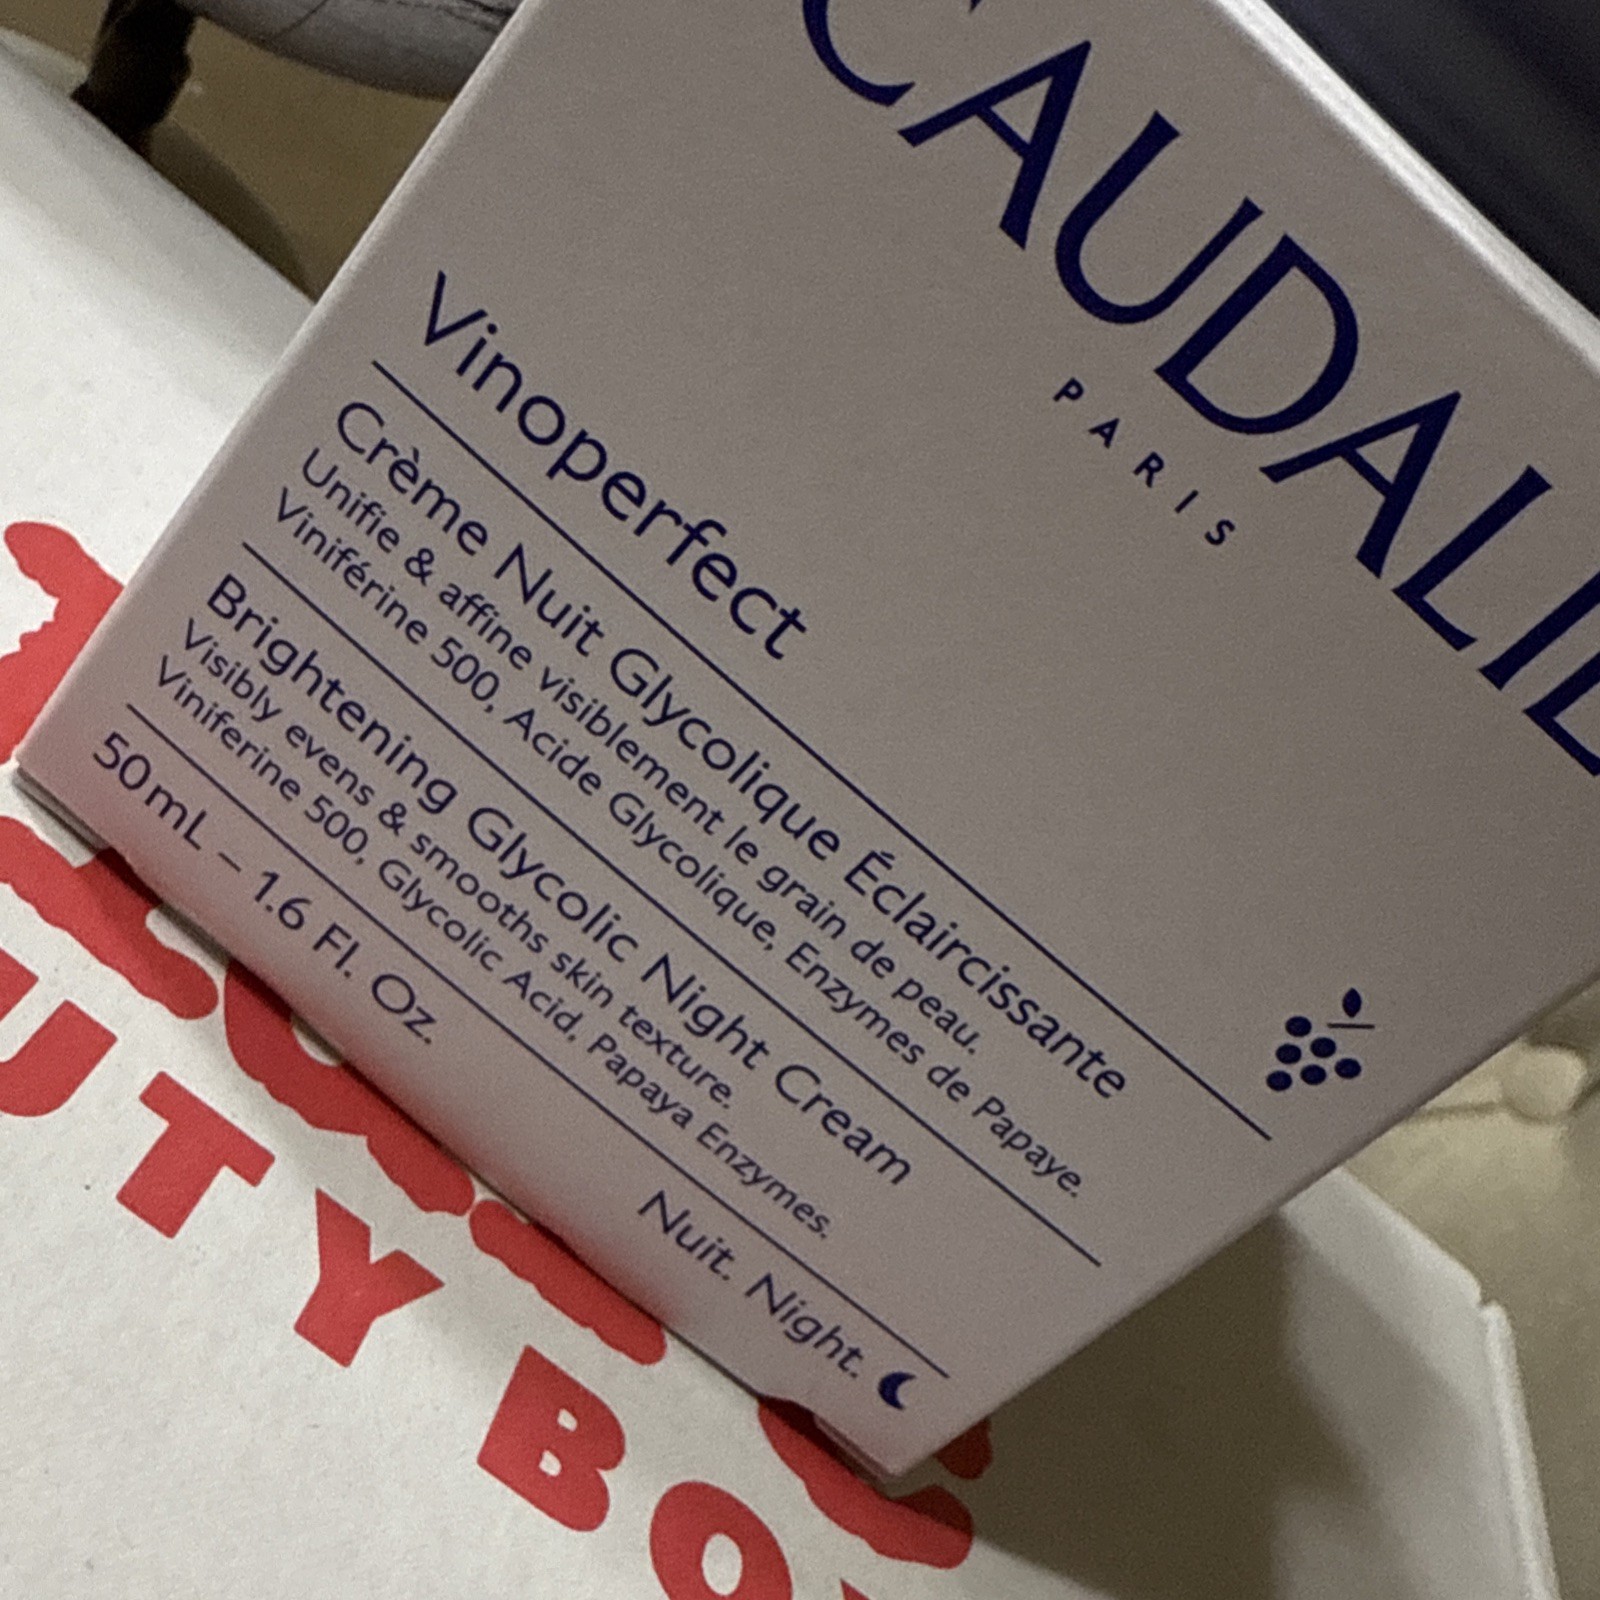 CAUDALIE
PARIS
Vinoperfect
Crème Nuit Glycolique Éclaircissante
Unifie & affine visiblement le grain de peau.
Viniférine 500, Acide Glycolique, Enzymes de Papaye.
Brightening Glycolic Night Cream
Visibly evens & smooths skin texture.
Viniferine 500, Glycolic Acid, Papaya Enzymes.
50 mL – 1.6 Fl. Oz.
Nuit. Night.
UTY BO